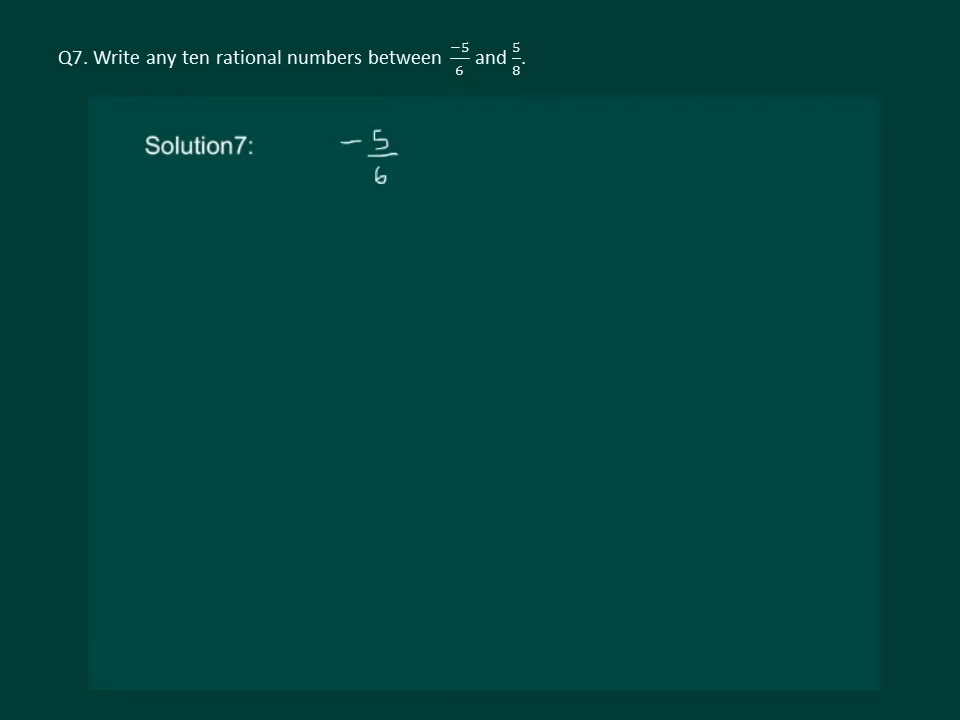 Q7. Write any ten rational numbers between −5/6 and 5/8.
Solution7: − 5/6